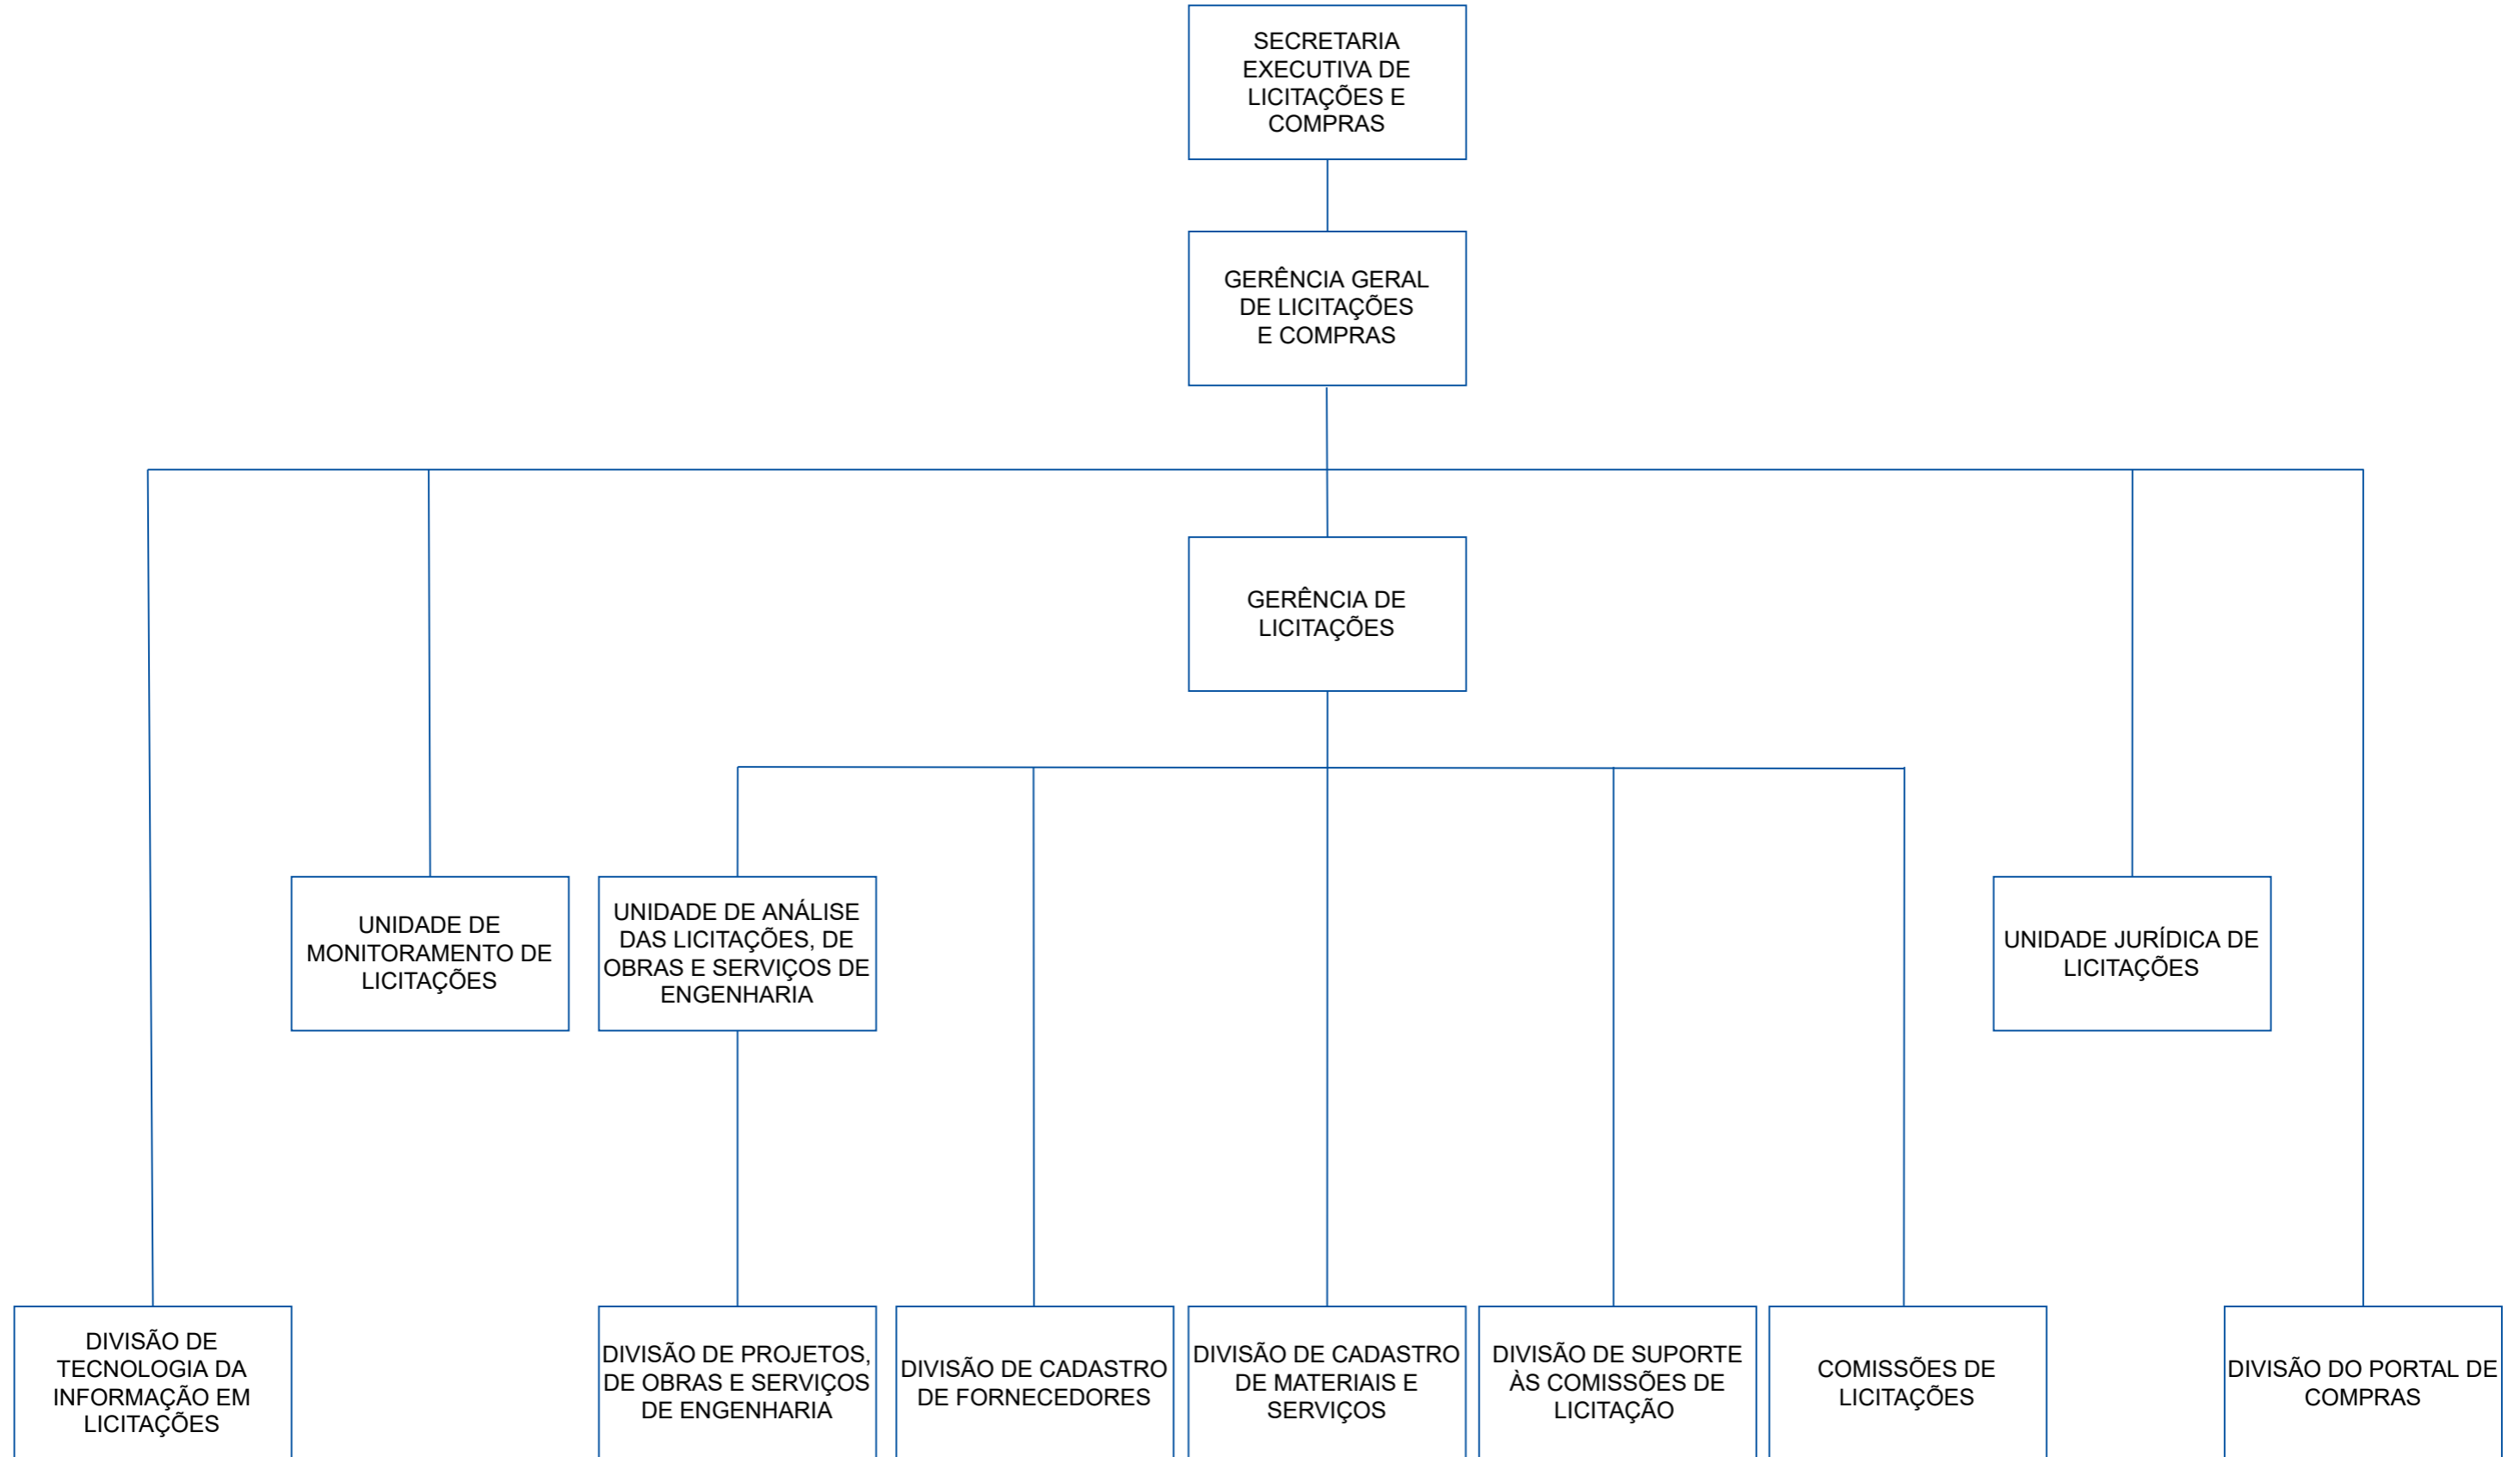 SECRETARIA
EXECUTIVA DE
LICITAÇÕES E
COMPRAS
GERÊNCIA GERAL
DE LICITAÇÕES
E COMPRAS
GERÊNCIA DE
LICITAÇÕES
UNIDADE DE
MONITORAMENTO DE
LICITAÇÕES
UNIDADE DE ANÁLISE
DAS LICITAÇÕES, DE
OBRAS E SERVIÇOS DE
ENGENHARIA
UNIDADE JURÍDICA DE
LICITAÇÕES
DIVISÃO DE
TECNOLOGIA DA
INFORMAÇÃO EM
LICITAÇÕES
DIVISÃO DE PROJETOS,
DE OBRAS E SERVIÇOS
DE ENGENHARIA
DIVISÃO DE CADASTRO
DE FORNECEDORES
DIVISÃO DE CADASTRO
DE MATERIAIS E
SERVIÇOS
DIVISÃO DE SUPORTE
ÀS COMISSÕES DE
LICITAÇÃO
COMISSÕES DE
LICITAÇÕES
DIVISÃO DO PORTAL DE
COMPRAS